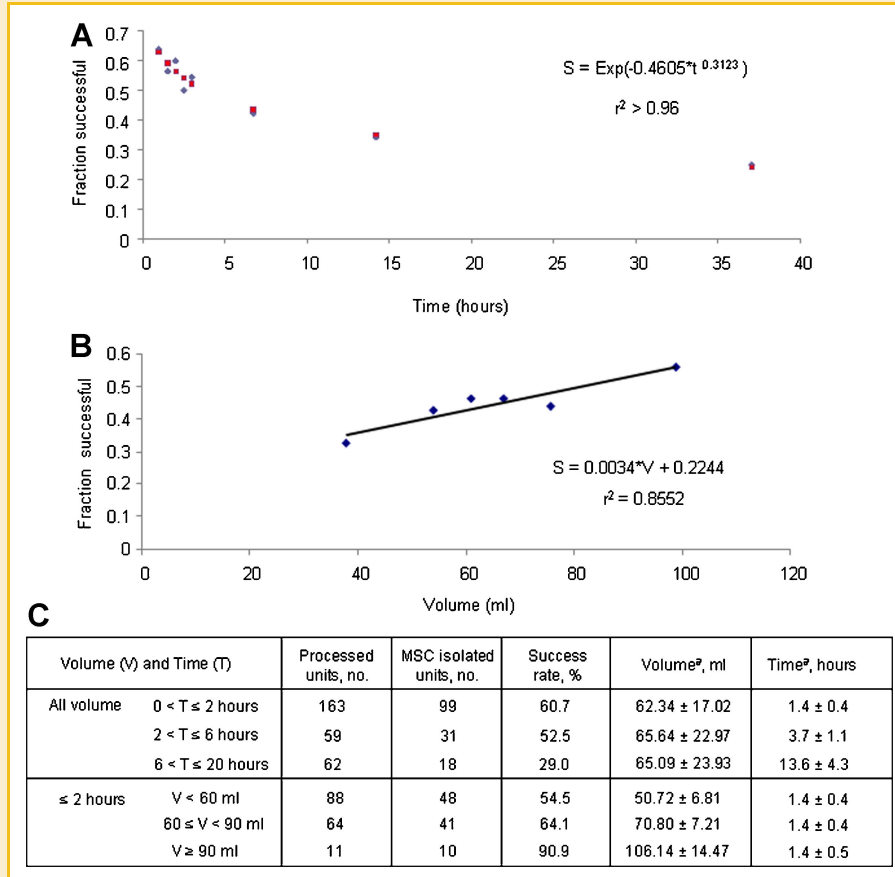 A
0.7
0.6
0.5
0.4
0.3
0.2
0.1
0
Fraction successful
S = Exp(-0.4605*t 0.3123 )
r2 > 0.96
0 5 10 15 20 25 30 35 40
Time (hours)
B
0.6
0.5
0.4
0.3
0.2
0.1
0
Fraction successful
S = 0.0034*V + 0.2244
r2 = 0.8552
0 20 40 60 80 100 120
Volume (ml)
C
Volume (V) and Time (T) Processed units, no. MSC isolated units, no. Success rate, % Volumeª, ml Timeª, hours
All volume 0 < T ≤ 2 hours 163 99 60.7 62.34 ± 17.02 1.4 ± 0.4
2 < T ≤ 6 hours 59 31 52.5 65.64 ± 22.97 3.7 ± 1.1
6 < T ≤ 20 hours 62 18 29.0 65.09 ± 23.93 13.6 ± 4.3
≤ 2 hours V < 60 ml 88 48 54.5 50.72 ± 6.81 1.4 ± 0.4
60 ≤ V < 90 ml 64 41 64.1 70.80 ± 7.21 1.4 ± 0.4
V ≥ 90 ml 11 10 90.9 106.14 ± 14.47 1.4 ± 0.5